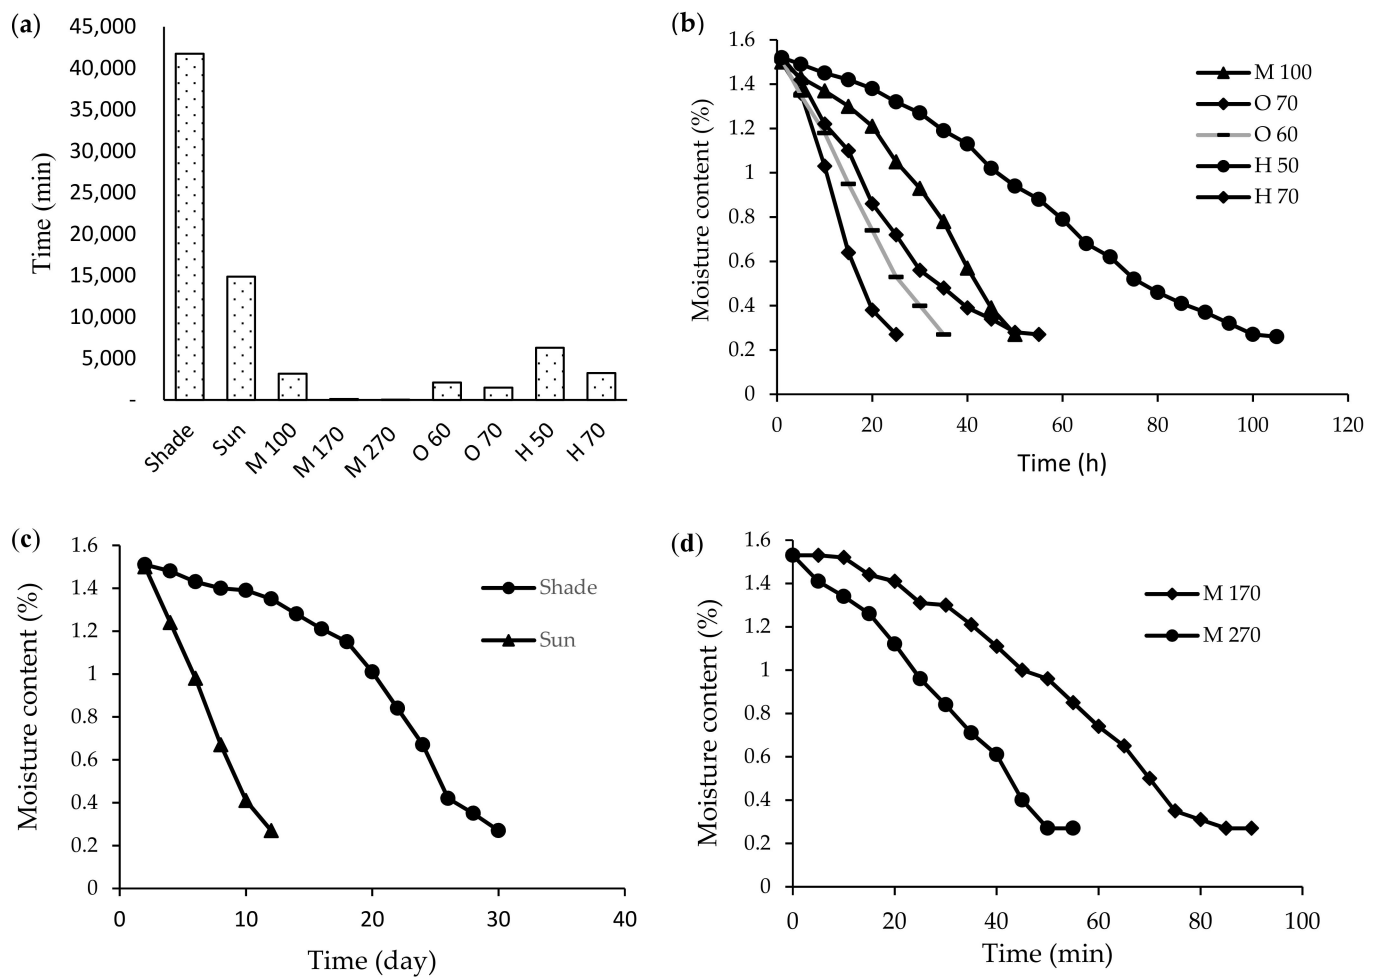 (a)
45,000
40,000
35,000
30,000
25,000
20,000
15,000
10,000
5,000
-
Time (min)
Shade
Sun
M 100
M 170
M 270
O 60
O 70
H 50
H 70
(b)
1.6
1.4
1.2
1
0.8
0.6
0.4
0.2
0
Moisture content (%)
0 20 40 60 80 100 120
Time (h)
M 100
O 70
O 60
H 50
H 70
(c)
1.6
1.4
1.2
1
0.8
0.6
0.4
0.2
0
Moisture content (%)
0 10 20 30 40
Time (day)
Shade
Sun
(d)
1.6
1.4
1.2
1
0.8
0.6
0.4
0.2
0
Moisture content (%)
0 20 40 60 80 100
Time (min)
M 170
M 270